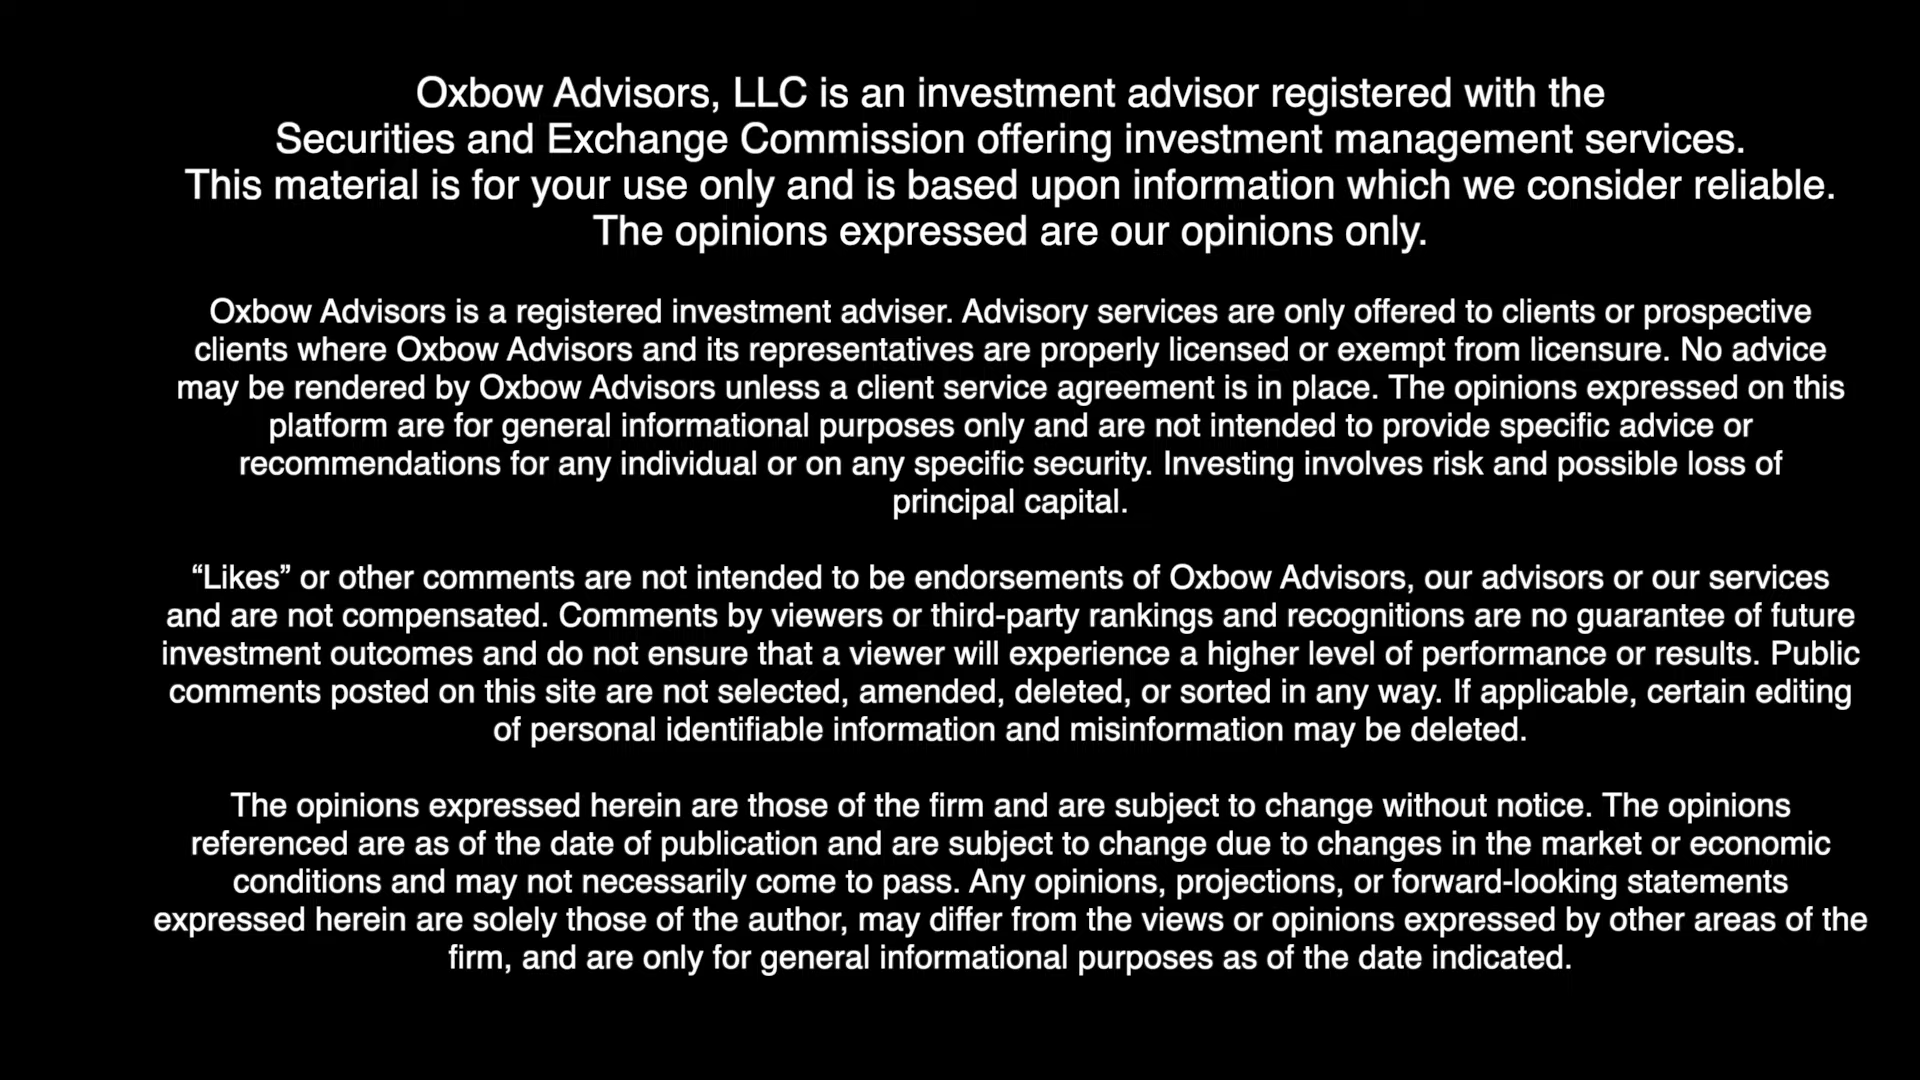 Oxbow Advisors, LLC is an investment advisor registered with the
Securities and Exchange Commission offering investment management services.
This material is for your use only and is based upon information which we consider reliable.
The opinions expressed are our opinions only.
Oxbow Advisors is a registered investment adviser. Advisory services are only offered to clients or prospective
clients where Oxbow Advisors and its representatives are properly licensed or exempt from licensure. No advice
may be rendered by Oxbow Advisors unless a client service agreement is in place. The opinions expressed on this
platform are for general informational purposes only and are not intended to provide specific advice or
recommendations for any individual or on any specific security. Investing involves risk and possible loss of
principal capital.
“Likes” or other comments are not intended to be endorsements of Oxbow Advisors, our advisors or our services
and are not compensated. Comments by viewers or third-party rankings and recognitions are no guarantee of future
investment outcomes and do not ensure that a viewer will experience a higher level of performance or results. Public
comments posted on this site are not selected, amended, deleted, or sorted in any way. If applicable, certain editing
of personal identifiable information and misinformation may be deleted.
The opinions expressed herein are those of the firm and are subject to change without notice. The opinions
referenced are as of the date of publication and are subject to change due to changes in the market or economic
conditions and may not necessarily come to pass. Any opinions, projections, or forward-looking statements
expressed herein are solely those of the author, may differ from the views or opinions expressed by other areas of the
firm, and are only for general informational purposes as of the date indicated.